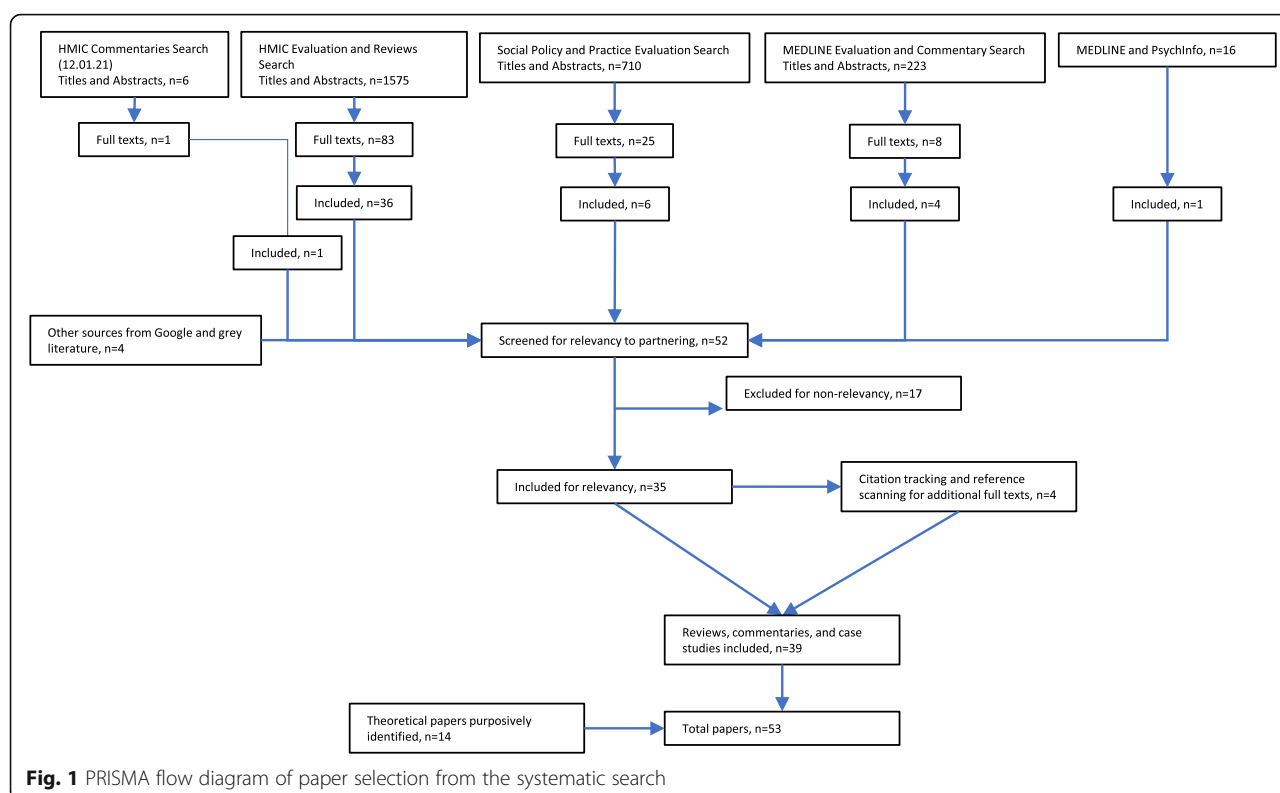 HMIC Commentaries Search
(12.01.21)
Titles and Abstracts, n=6
HMIC Evaluation and Reviews
Search
Titles and Abstracts, n=1575
Social Policy and Practice Evaluation Search
Titles and Abstracts, n=710
MEDLINE Evaluation and Commentary Search
Titles and Abstracts, n=223
MEDLINE and PsychInfo, n=16
Full texts, n=1
Full texts, n=83
Full texts, n=25
Full texts, n=8
Included, n=36
Included, n=6
Included, n=4
Included, n=1
Included, n=1
Other sources from Google and grey
literature, n=4
Screened for relevancy to partnering, n=52
Excluded for non-relevancy, n=17
Included for relevancy, n=35
Citation tracking and reference
scanning for additional full texts, n=4
Reviews, commentaries, and case
studies included, n=39
Theoretical papers purposively
identified, n=14
Total papers, n=53
Fig. 1 PRISMA flow diagram of paper selection from the systematic search